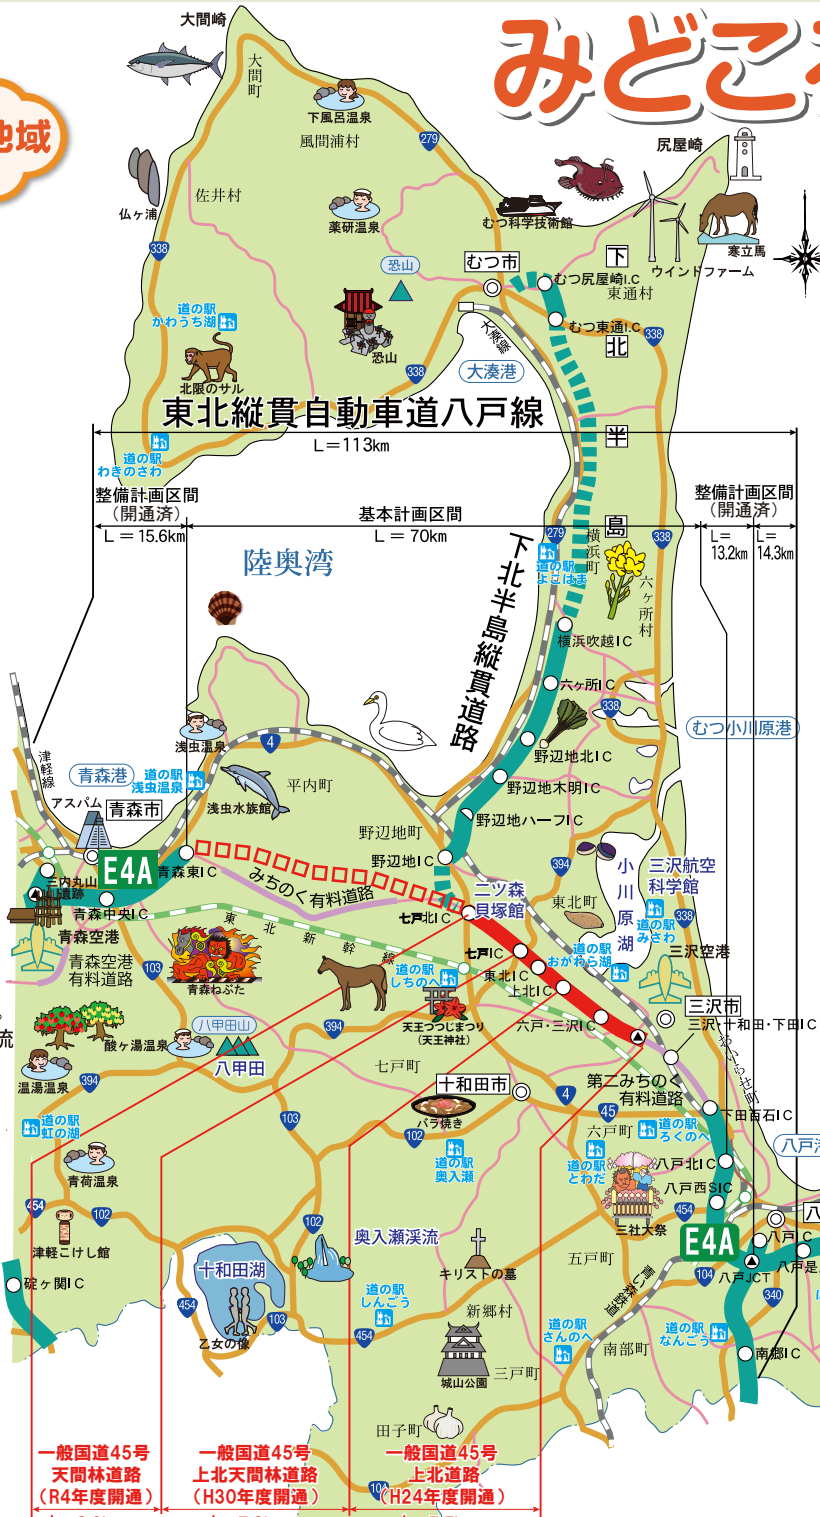 みどころ
地域
大間崎
大間町
下風呂温泉
風間浦村
279
尻屋崎
佐井村
仏ヶ浦
薬研温泉
むつ科学技術館
寒立馬
ウインドファーム
338
恐山
むつ市
下
むつ尻屋崎I.C
東通村
道の駅
かわうち湖
恐山
大湊線
むつ東通I.C
338
北
北限のサル
338
大湊港
東北縦貫自動車道八戸線
L=113km
半
道の駅
わきのさわ
整備計画区間
(開通済)
L = 15.6km
基本計画区間
L = 70km
整備計画区間
(開通済)
L=
13.2km
L=
14.3km
島
279
横浜町
338
陸奥湾
下北半島縦貫道路
道の駅
よこはま
六ヶ所村
横浜吹越IC
六ヶ所IC
338
むつ小川原港
浅虫温泉
4
津軽線
青森港
道の駅
浅虫温泉
浅虫水族館
平内町
野辺地北IC
野辺地木明IC
アスパム
青森市
野辺地町
野辺地ハーフIC
E4A
青森東IC
野辺地IC
394
小川原湖
三沢航空
科学館
三内丸山
遺跡
みちのく有料道路
二ツ森
貝塚館
東北町
青森中央IC
七戸北IC
338
道の駅
みさわ
青森空港
東北新幹線
七戸IC
道の駅
おがわら湖
三沢空港
青森空港
有料道路
103
青森ねぶた
道の駅
しちのへ
東北IC
上北IC
三沢市
三沢・十和田・下田IC
流
酸ヶ湯温泉
八甲田山
394
天王つつじまつり
(天王神社)
六戸・三沢IC
八甲田
七戸町
温湯温泉
394
十和田市
第二みちのく
有料道路
4
45
おいらせ町
下田百石IC
道の駅
虹の湖
103
バラ焼き
102
六戸町
道の駅
ろくのへ
道の駅
奥入瀬
道の駅
とわだ
八戸北IC
青荷温泉
八戸西SIC
454
102
102
三社大祭
454
津軽こけし館
奥入瀬渓流
E4A
八戸IC
十和田湖
キリストの墓
五戸町
104
八戸JCT
八戸是
碇ヶ関IC
道の駅
しんごう
青い森鉄道
340
454
103
新郷村
道の駅
さんのへ
道の駅
なんごう
乙女の像
454
南部町
南郷IC
城山公園
三戸町
田子町
一般国道45号
天間林道路
(R4年度開通)
一般国道45号
上北天間林道路
(H30年度開通)
一般国道45号
上北道路
(H24年度開通)
104